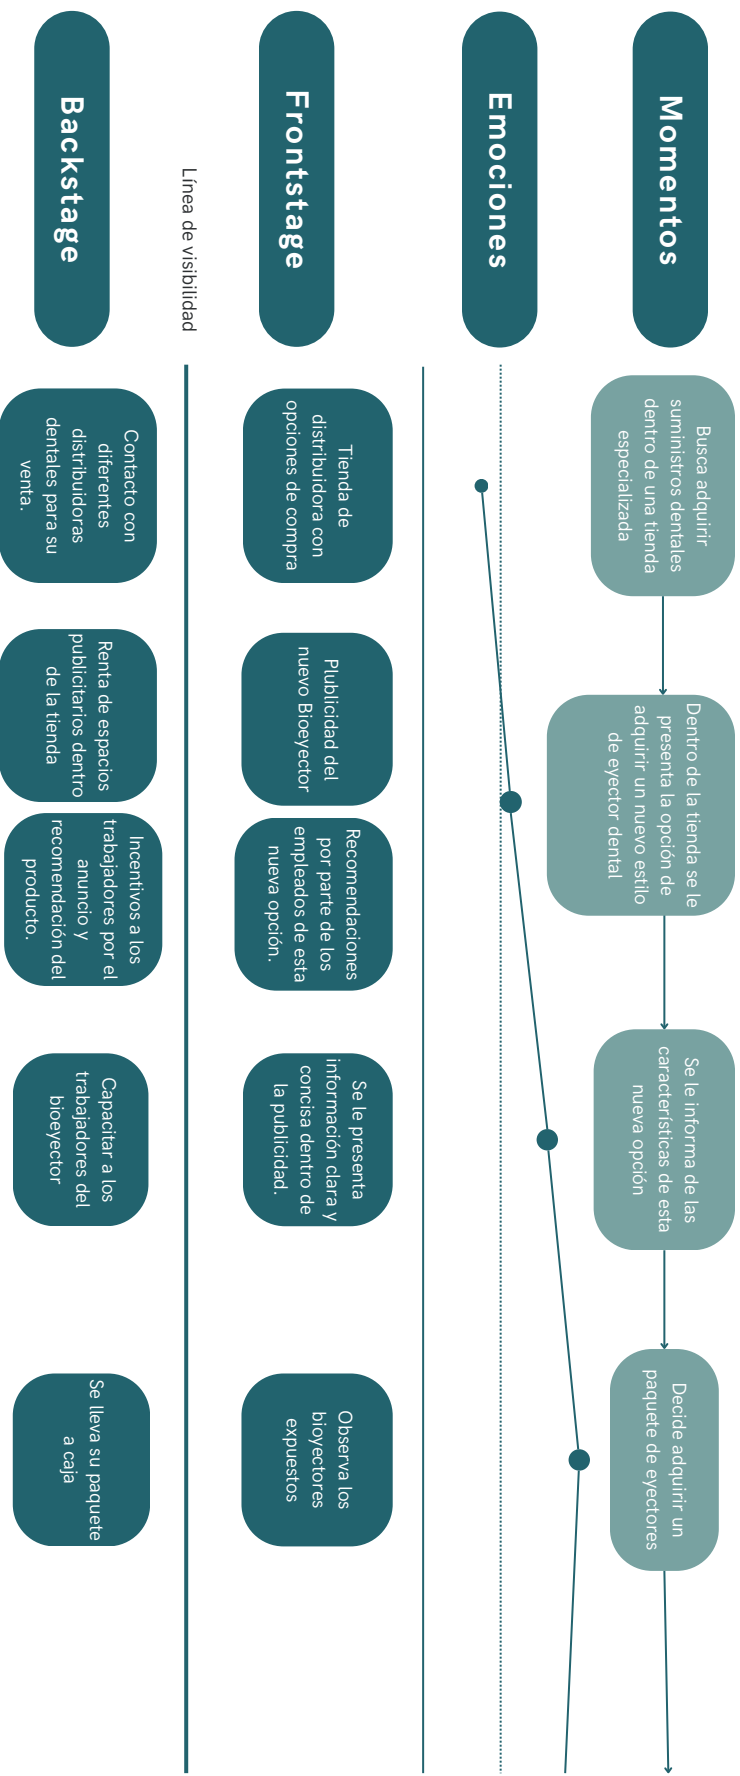 Momentos
Busca adquirir
suministros dentales
dentro de una tienda
especializada
Dentro de la tienda se le
presenta la opción de
adquirir un nuevo estilo
de eyector dental
Se le informa de las
características de esta
nueva opción
Decide adquirir un
paquete de eyectores
Emociones
Frontstage
Tienda de
distribuidora con
opciones de compra
Plublicidad del
nuevo Bioeyector
Recomendaciones
por parte de los
empleados de esta
nueva opción.
Se le presenta
información clara y
concisa dentro de
la publicidad.
Observa los
bioyectores
expuestos
Línea de visibilidad
Backstage
Contacto con
diferentes
distribuidoras
dentales para su
venta.
Renta de espacios
publicitarios dentro
de la tienda
Incentivos a los
trabajadores por el
anuncio y
recomendación del
producto.
Capacitar a los
trabajadores del
bioeyector
Se lleva su paquete
a caja